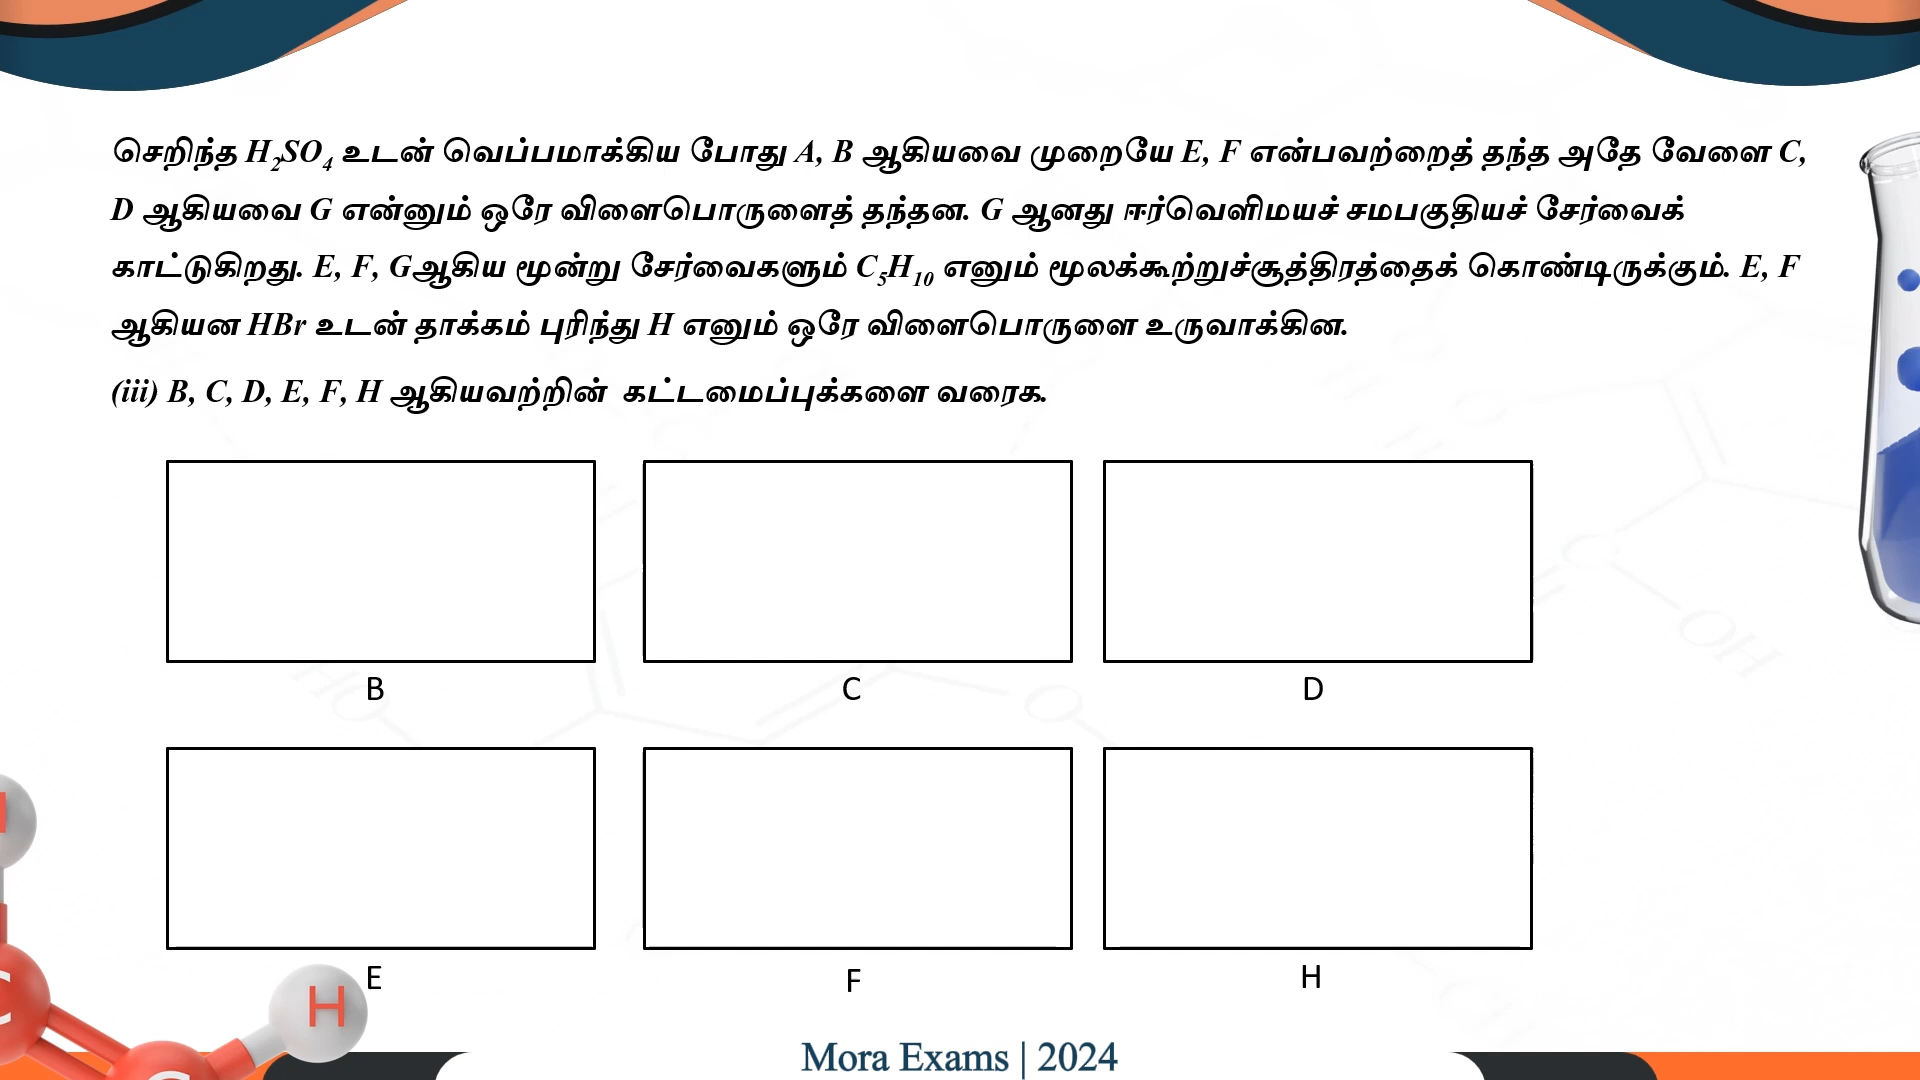 செறிந்த H2SO4 உடன் வெப்பமாக்கிய போது A, B ஆகியவை முறையே E, F என்பவற்றைத் தந்த அதே வேளை C,
D ஆகியவை G என்னும் ஒரே விளைபொருளைத் தந்தன. G ஆனது ஈர்வெளிமயச் சமபகுதியச் சேர்வைக்
காட்டுகிறது. E, F, Gஆகிய மூன்று சேர்வைகளும் C5H10 எனும் மூலக்கூற்றுச்சூத்திரத்தைக் கொண்டிருக்கும். E, F
ஆகியன HBr உடன் தாக்கம் புரிந்து H எனும் ஒரே விளைபொருளை உருவாக்கின.
(iii) B, C, D, E, F, H ஆகியவற்றின் கட்டமைப்புக்களை வரைக.
B
C
D
E
F
H
H
C
Mora Exams | 2024